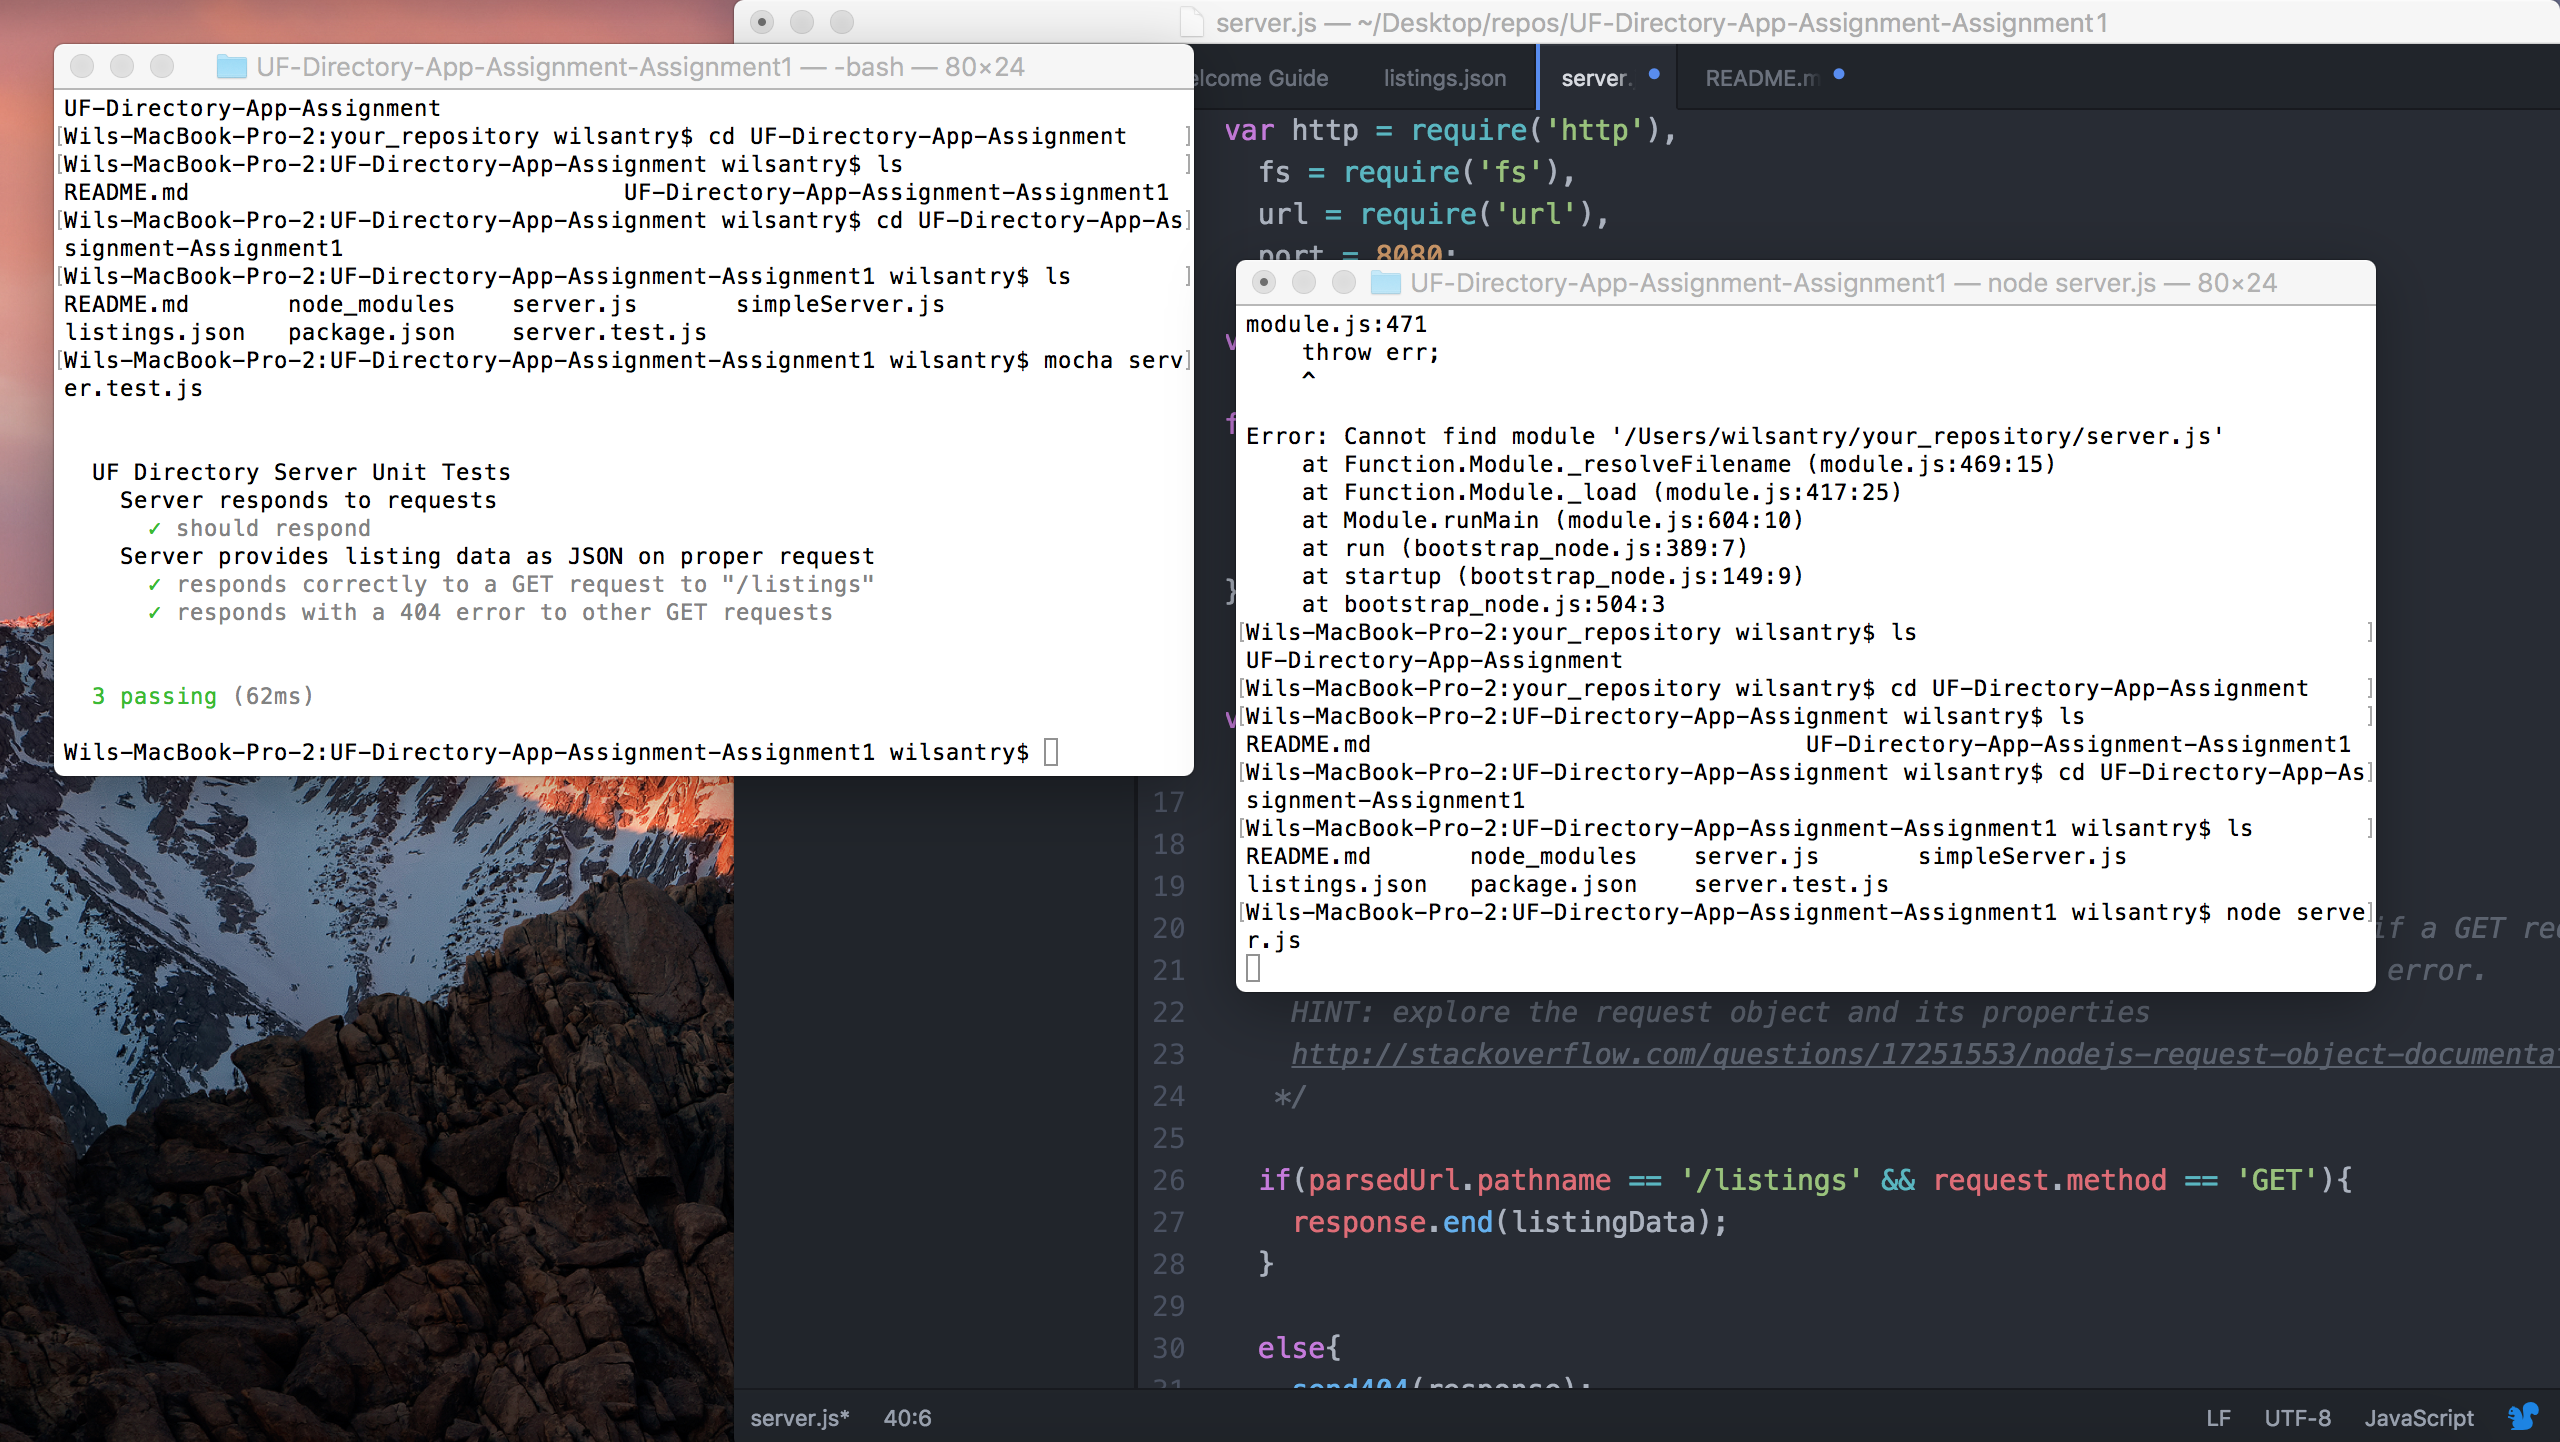 server.js — ~/Desktop/repos/UF-Directory-App-Assignment-Assignment1
UF-Directory-App-Assignment-Assignment1 — -bash — 80×24
UF-Directory-App-Assignment
[Wils-MacBook-Pro-2:your_repository wilsantry$ cd UF-Directory-App-Assignment ]
[Wils-MacBook-Pro-2:UF-Directory-App-Assignment wilsantry$ ls ]
README.md UF-Directory-App-Assignment-Assignment1
[Wils-MacBook-Pro-2:UF-Directory-App-Assignment wilsantry$ cd UF-Directory-App-As]
signment-Assignment1
[Wils-MacBook-Pro-2:UF-Directory-App-Assignment-Assignment1 wilsantry$ ls ]
README.md node_modules server.js simpleServer.js
listings.json package.json server.test.js
[Wils-MacBook-Pro-2:UF-Directory-App-Assignment-Assignment1 wilsantry$ mocha serv]
er.test.js
UF Directory Server Unit Tests
Server responds to requests
✓ should respond
Server provides listing data as JSON on proper request
✓ responds correctly to a GET request to "/listings"
✓ responds with a 404 error to other GET requests
3 passing (62ms)
Wils-MacBook-Pro-2:UF-Directory-App-Assignment-Assignment1 wilsantry$
elcome Guide listings.json server. README.m
var http = require('http'),
fs = require('fs'),
url = require('url'),
port = 8080;
UF-Directory-App-Assignment-Assignment1 — node server.js — 80×24
module.js:471
throw err;
^
Error: Cannot find module '/Users/wilsantry/your_repository/server.js'
at Function.Module._resolveFilename (module.js:469:15)
at Function.Module._load (module.js:417:25)
at Module.runMain (module.js:604:10)
at run (bootstrap_node.js:389:7)
at startup (bootstrap_node.js:149:9)
at bootstrap_node.js:504:3
[Wils-MacBook-Pro-2:your_repository wilsantry$ ls ]
UF-Directory-App-Assignment
[Wils-MacBook-Pro-2:your_repository wilsantry$ cd UF-Directory-App-Assignment ]
[Wils-MacBook-Pro-2:UF-Directory-App-Assignment wilsantry$ ls ]
README.md UF-Directory-App-Assignment-Assignment1
[Wils-MacBook-Pro-2:UF-Directory-App-Assignment wilsantry$ cd UF-Directory-App-As]
signment-Assignment1
[Wils-MacBook-Pro-2:UF-Directory-App-Assignment-Assignment1 wilsantry$ ls ]
README.md node_modules server.js simpleServer.js
listings.json package.json server.test.js
[Wils-MacBook-Pro-2:UF-Directory-App-Assignment-Assignment1 wilsantry$ node serve]
r.js
17
18
19
20 if a GET req
21 error.
22 HINT: explore the request object and its properties
23 http://stackoverflow.com/questions/17251553/nodejs-request-object-documentat
24 */
25
26 if(parsedUrl.pathname == '/listings' && request.method == 'GET'){
27 response.end(listingData);
28 }
29
30 else{
31 send404(response);
server.js* 40:6 LF UTF-8 JavaScript